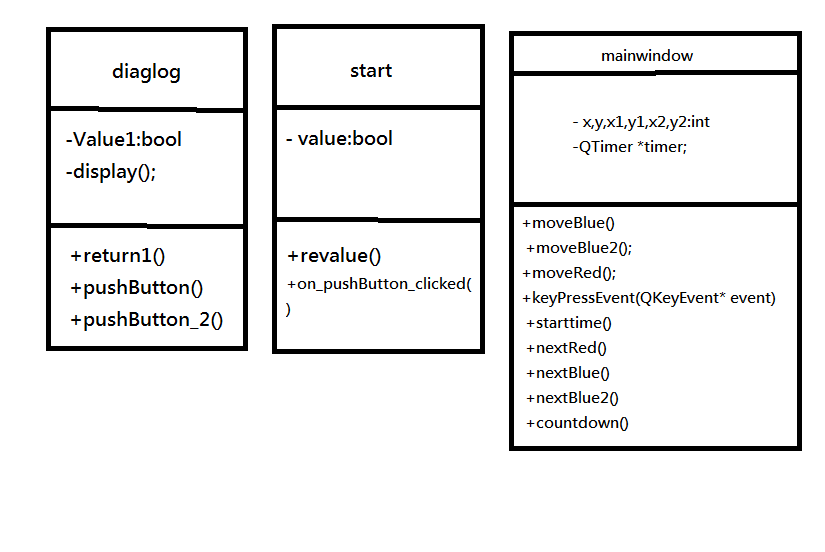 diaglog
-Value1:bool
-display();
+return1()
+pushButton()
+pushButton_2()
start
- value:bool
+revalue()
+on_pushButton_clicked(
)
mainwindow
- x,y,x1,y1,x2,y2:int
-QTimer *timer;
+moveBlue()
+moveBlue2();
+moveRed();
+keyPressEvent(QKeyEvent* event)
+starttime()
+nextRed()
+nextBlue()
+nextBlue2()
+countdown()